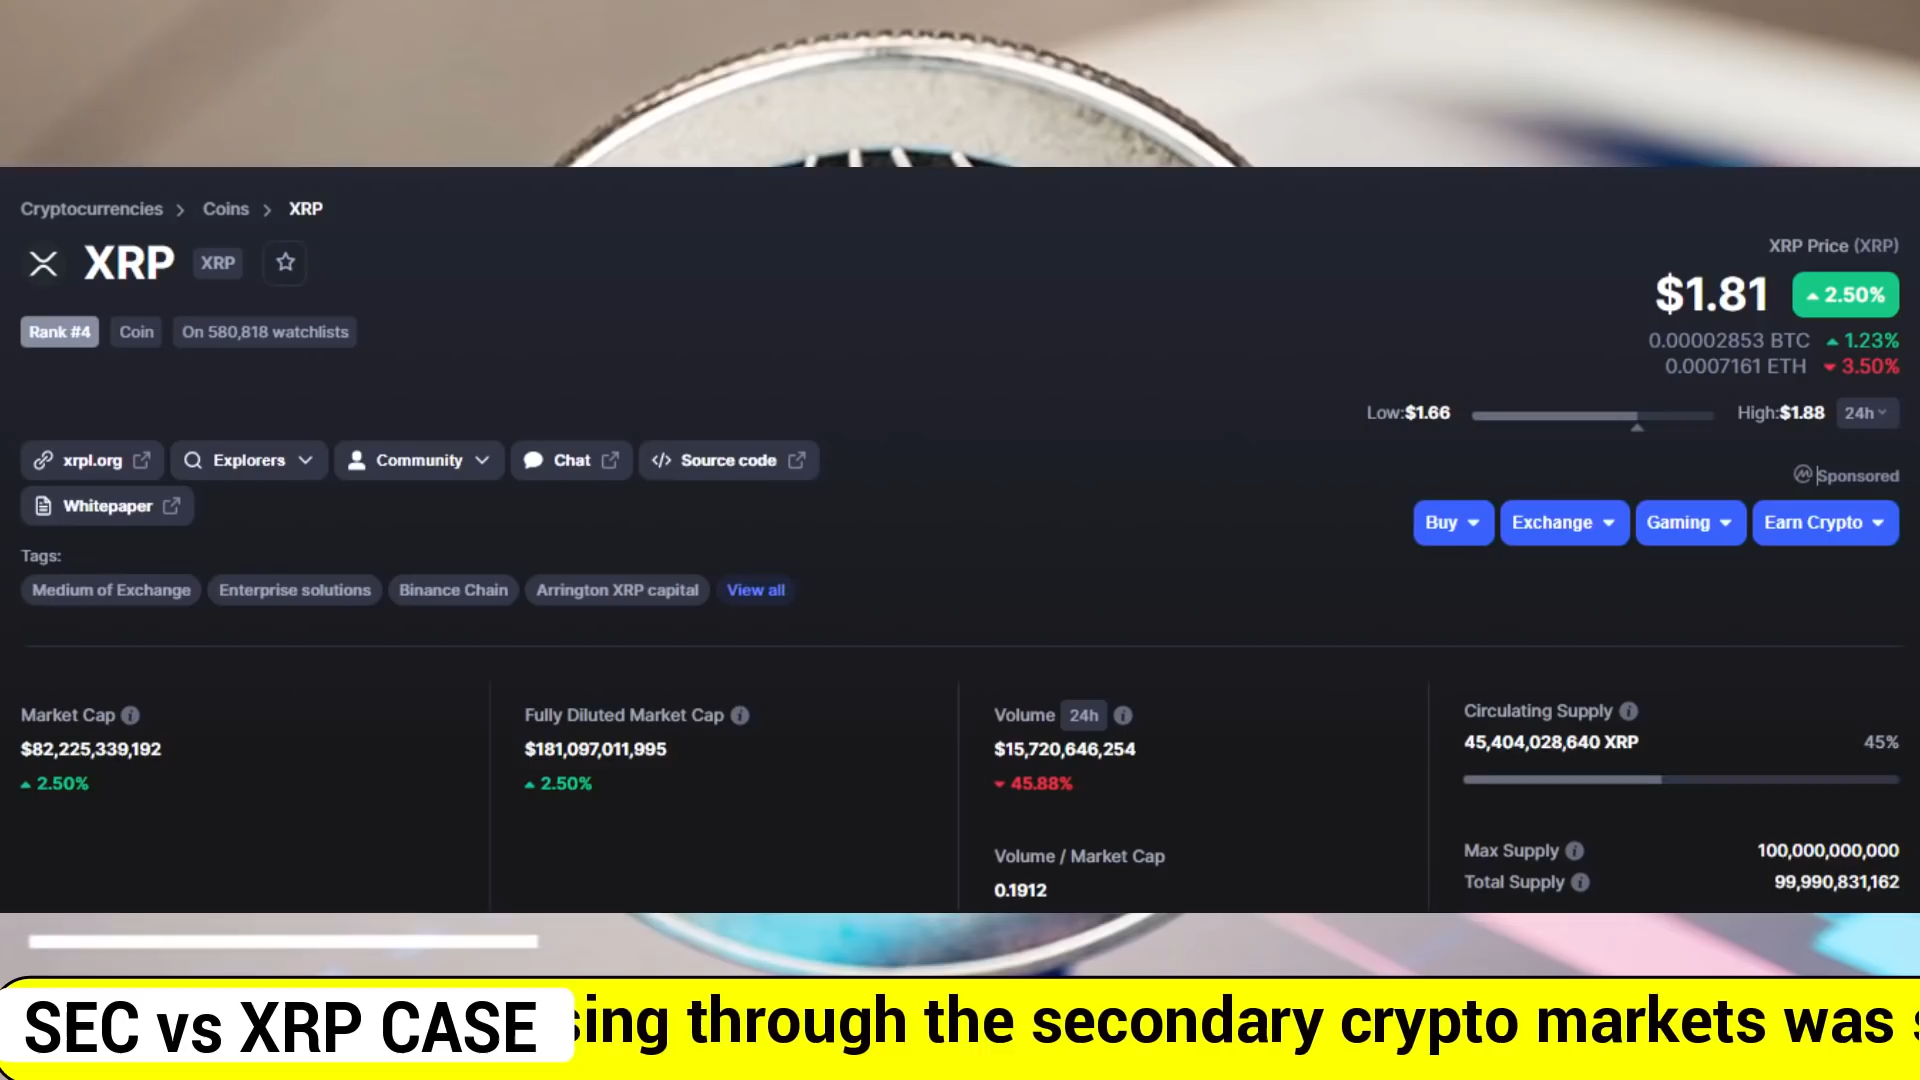 Cryptocurrencies > Coins > XRP
XRP XRP
Rank #4 Coin On 580,818 watchlists
XRP Price (XRP)
$1.81 2.50%
0.00002853 BTC 1.23%
0.0007161 ETH 3.50%
Low:$1.66 High:$1.88 24h
xrpl.org Explorers Community Chat </> Source code
Whitepaper
Sponsored
Buy Exchange Gaming Earn Crypto
Tags:
Medium of Exchange Enterprise solutions Binance Chain Arrington XRP capital View all
Market Cap
$82,225,339,192
2.50%
Fully Diluted Market Cap
$181,097,011,995
2.50%
Volume 24h
$15,720,646,254
45.88%
Volume / Market Cap
0.1912
Circulating Supply
45,404,028,640 XRP 45%
Max Supply 100,000,000,000
Total Supply 99,990,831,162
SEC vs XRP CASE sing through the secondary crypto markets was